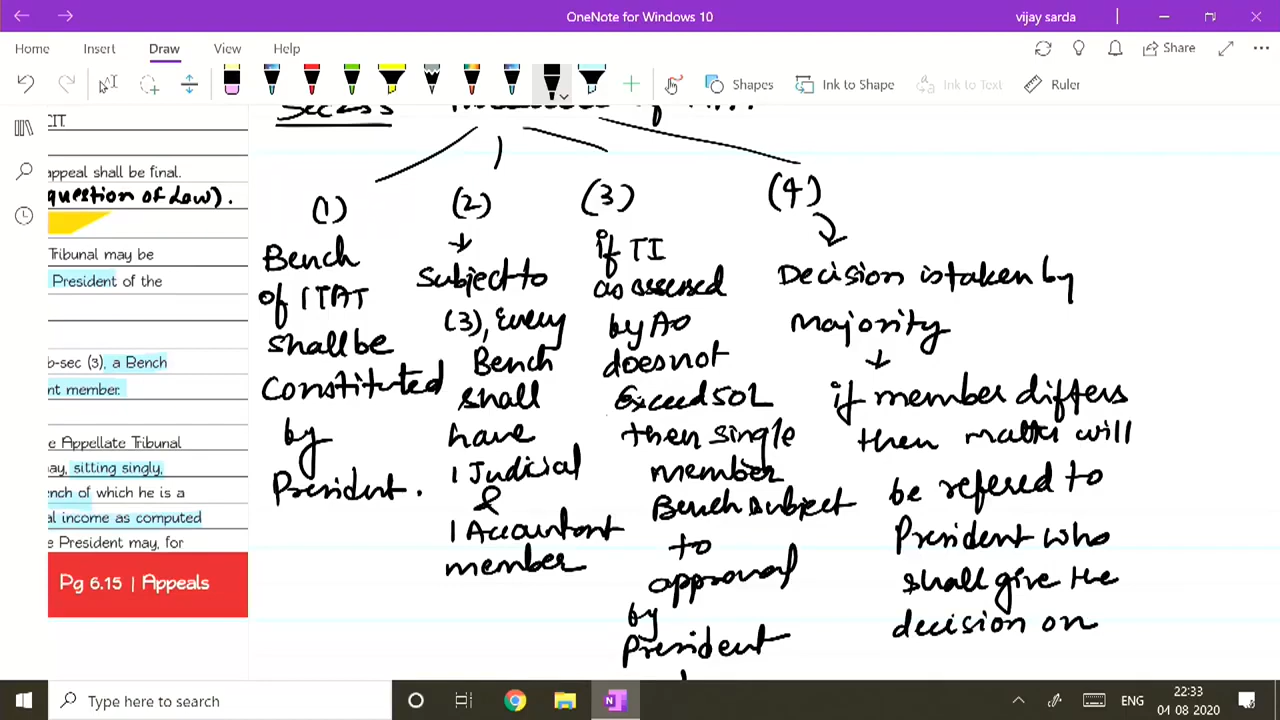 OneNote for Windows 10
vijay sarda
Home Insert Draw View Help
Share
Shapes
Ink to Shape
Ink to Text
Ruler
CIT
appeal shall be final.
question of Law).
Tribunal may be
President of the
b-sec (3), a Bench
nt member.
e Appellate Tribunal
nay, sitting singly,
ench of which he is a
al income as computed
e President may, for
Pg 6.15 | Appeals
(1)
Bench
of ITAT
shall be
constituted
by
President.
(2)
Subject to
(3), Every
Bench
shall
have
1 Judicial
&
1 Accountant
member
(3)
if TI
as assessed
by AO
does not
Exceed 50L
then single
member
Bench subject
to
approval
by
President
(4)
Decision is taken by
majority
if member differs
then matter will
be refered to
President who
shall give the
decision on
Type here to search
ENG
22:33
04-08-2020